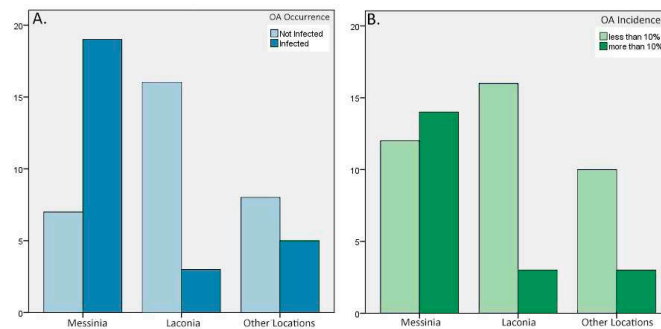 A.
OA Occurrence
Not Infected
Infected
20
15
10
5
0
Messinia
Laconia
Other Locations
B.
OA Incidence
less than 10%
more than 10%
20
15
10
5
0
Messinia
Laconia
Other Locations